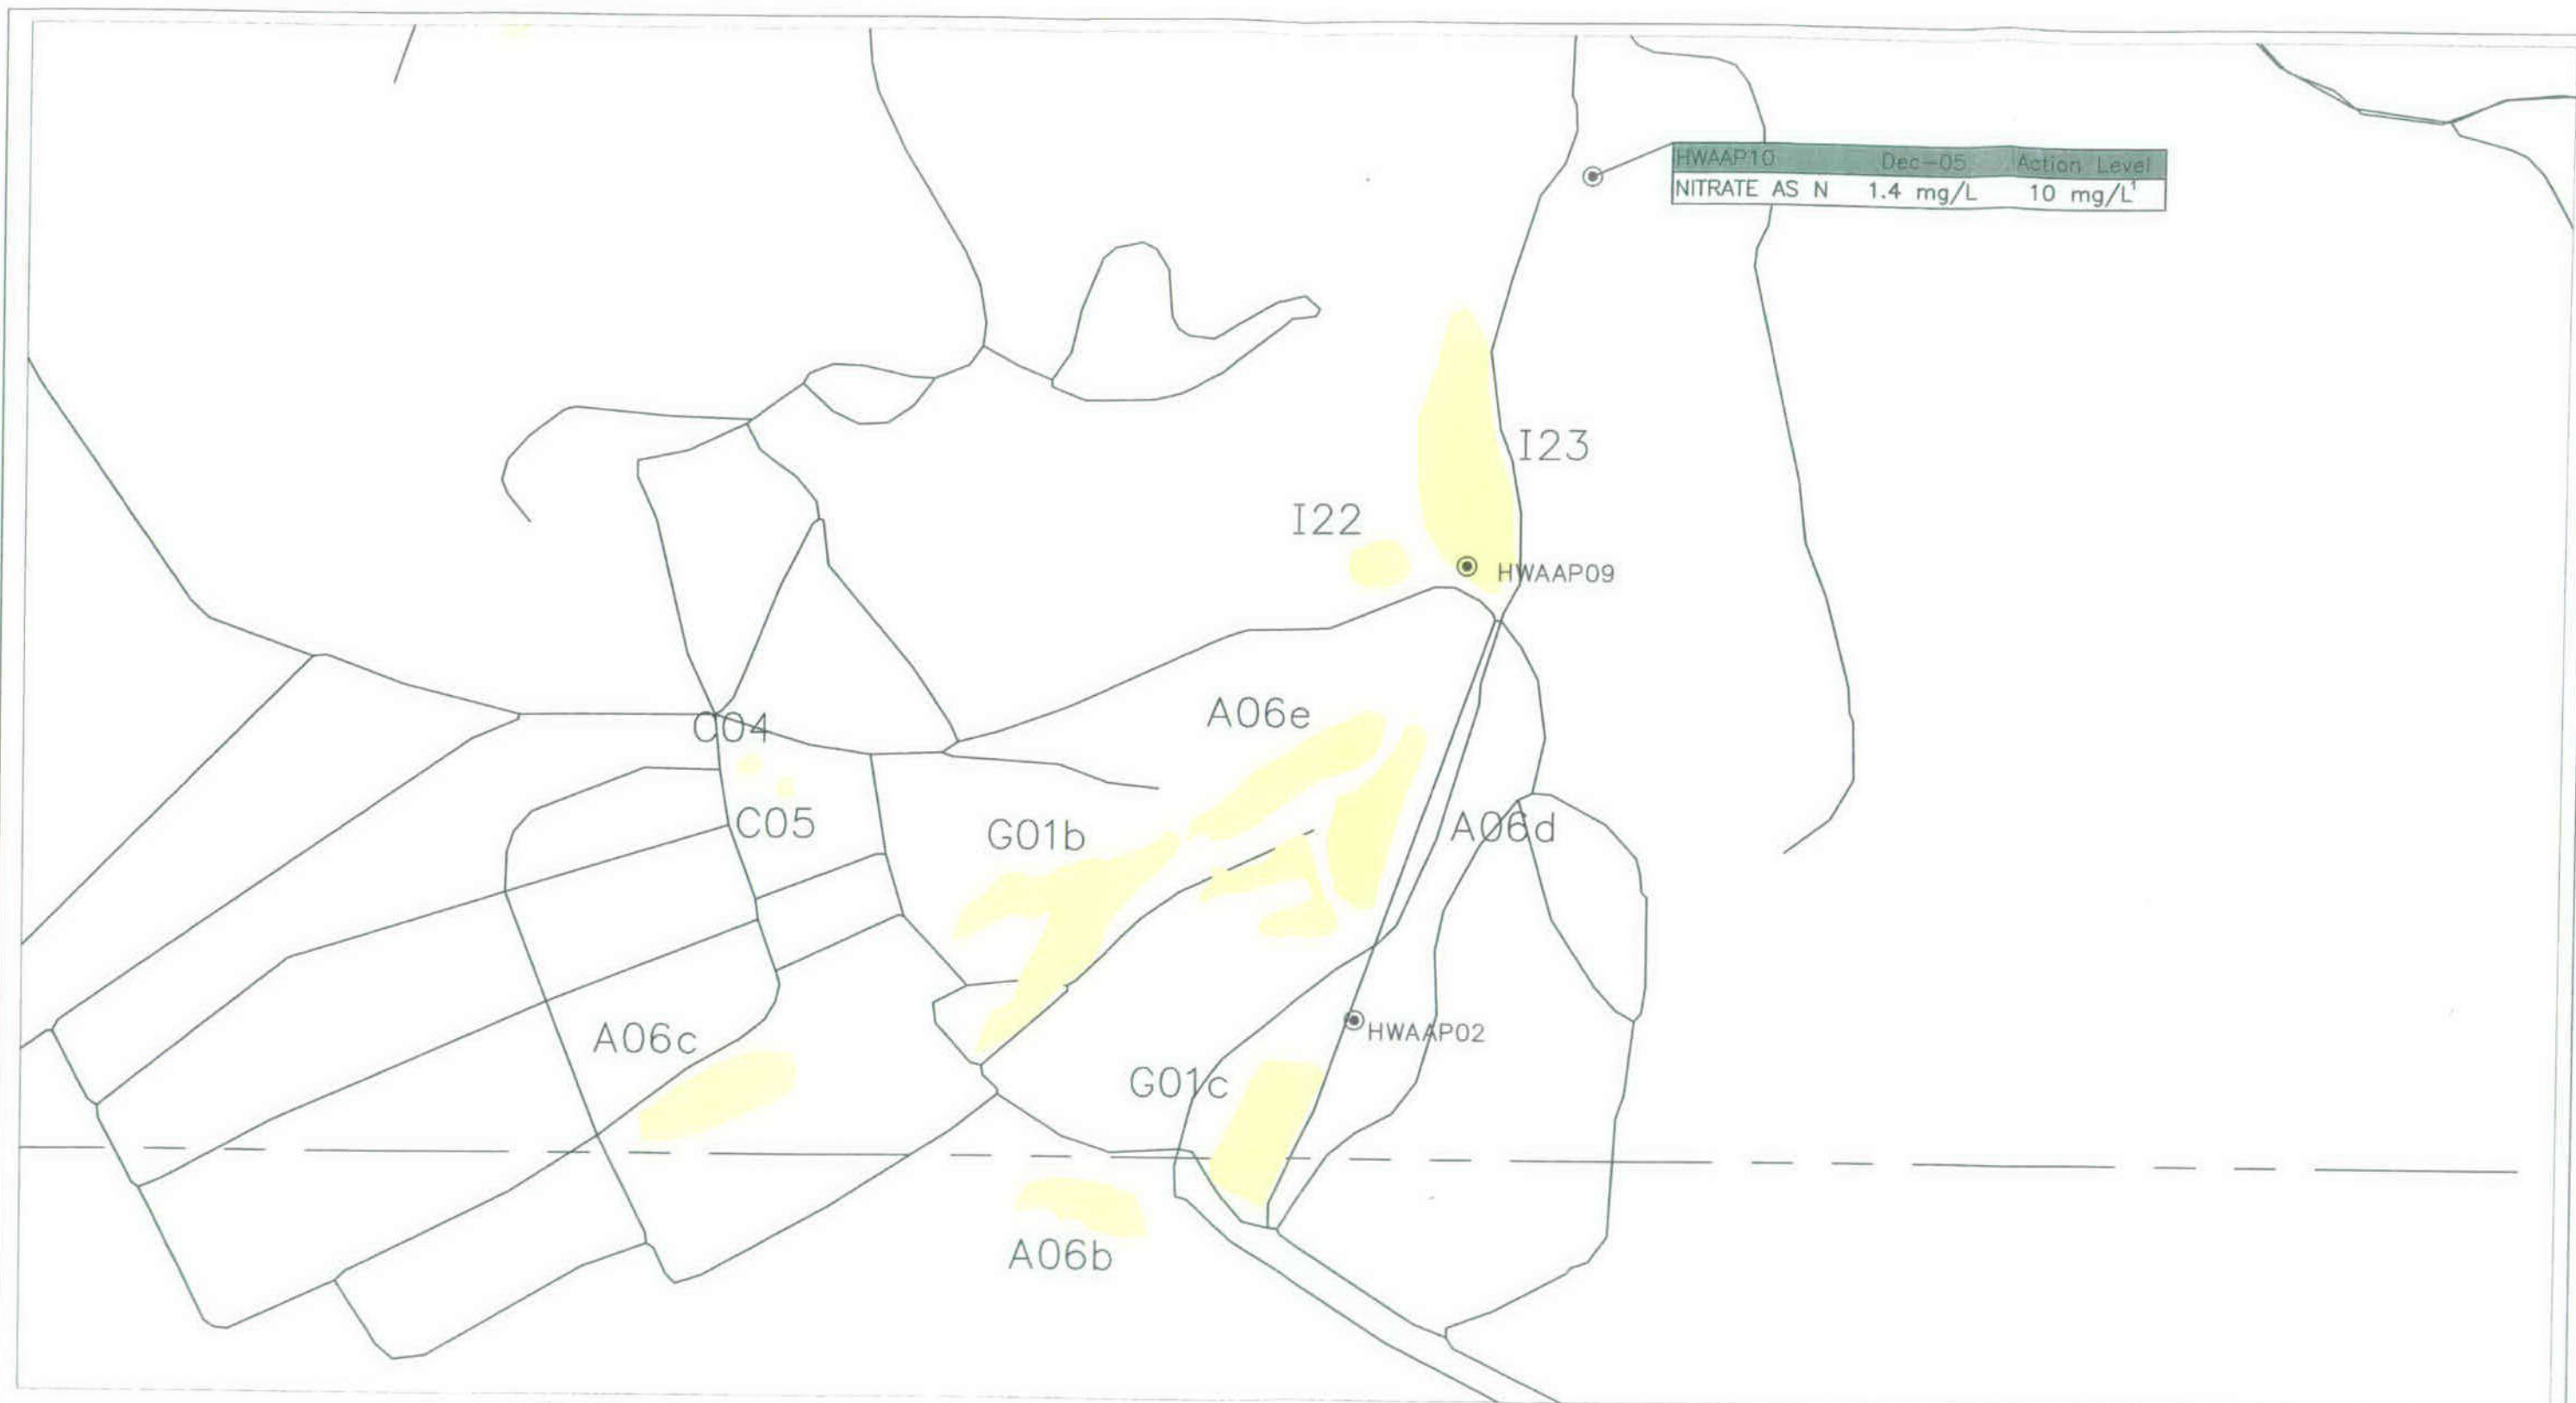 HWAAP10 Dec-05 Action Level
NITRATE AS N 1.4 mg/L 10 mg/L¹
I23
I22
HWAAP09
A06e
C04
C05
G01b
A06d
A06c
HWAAP02
G01c
A06b